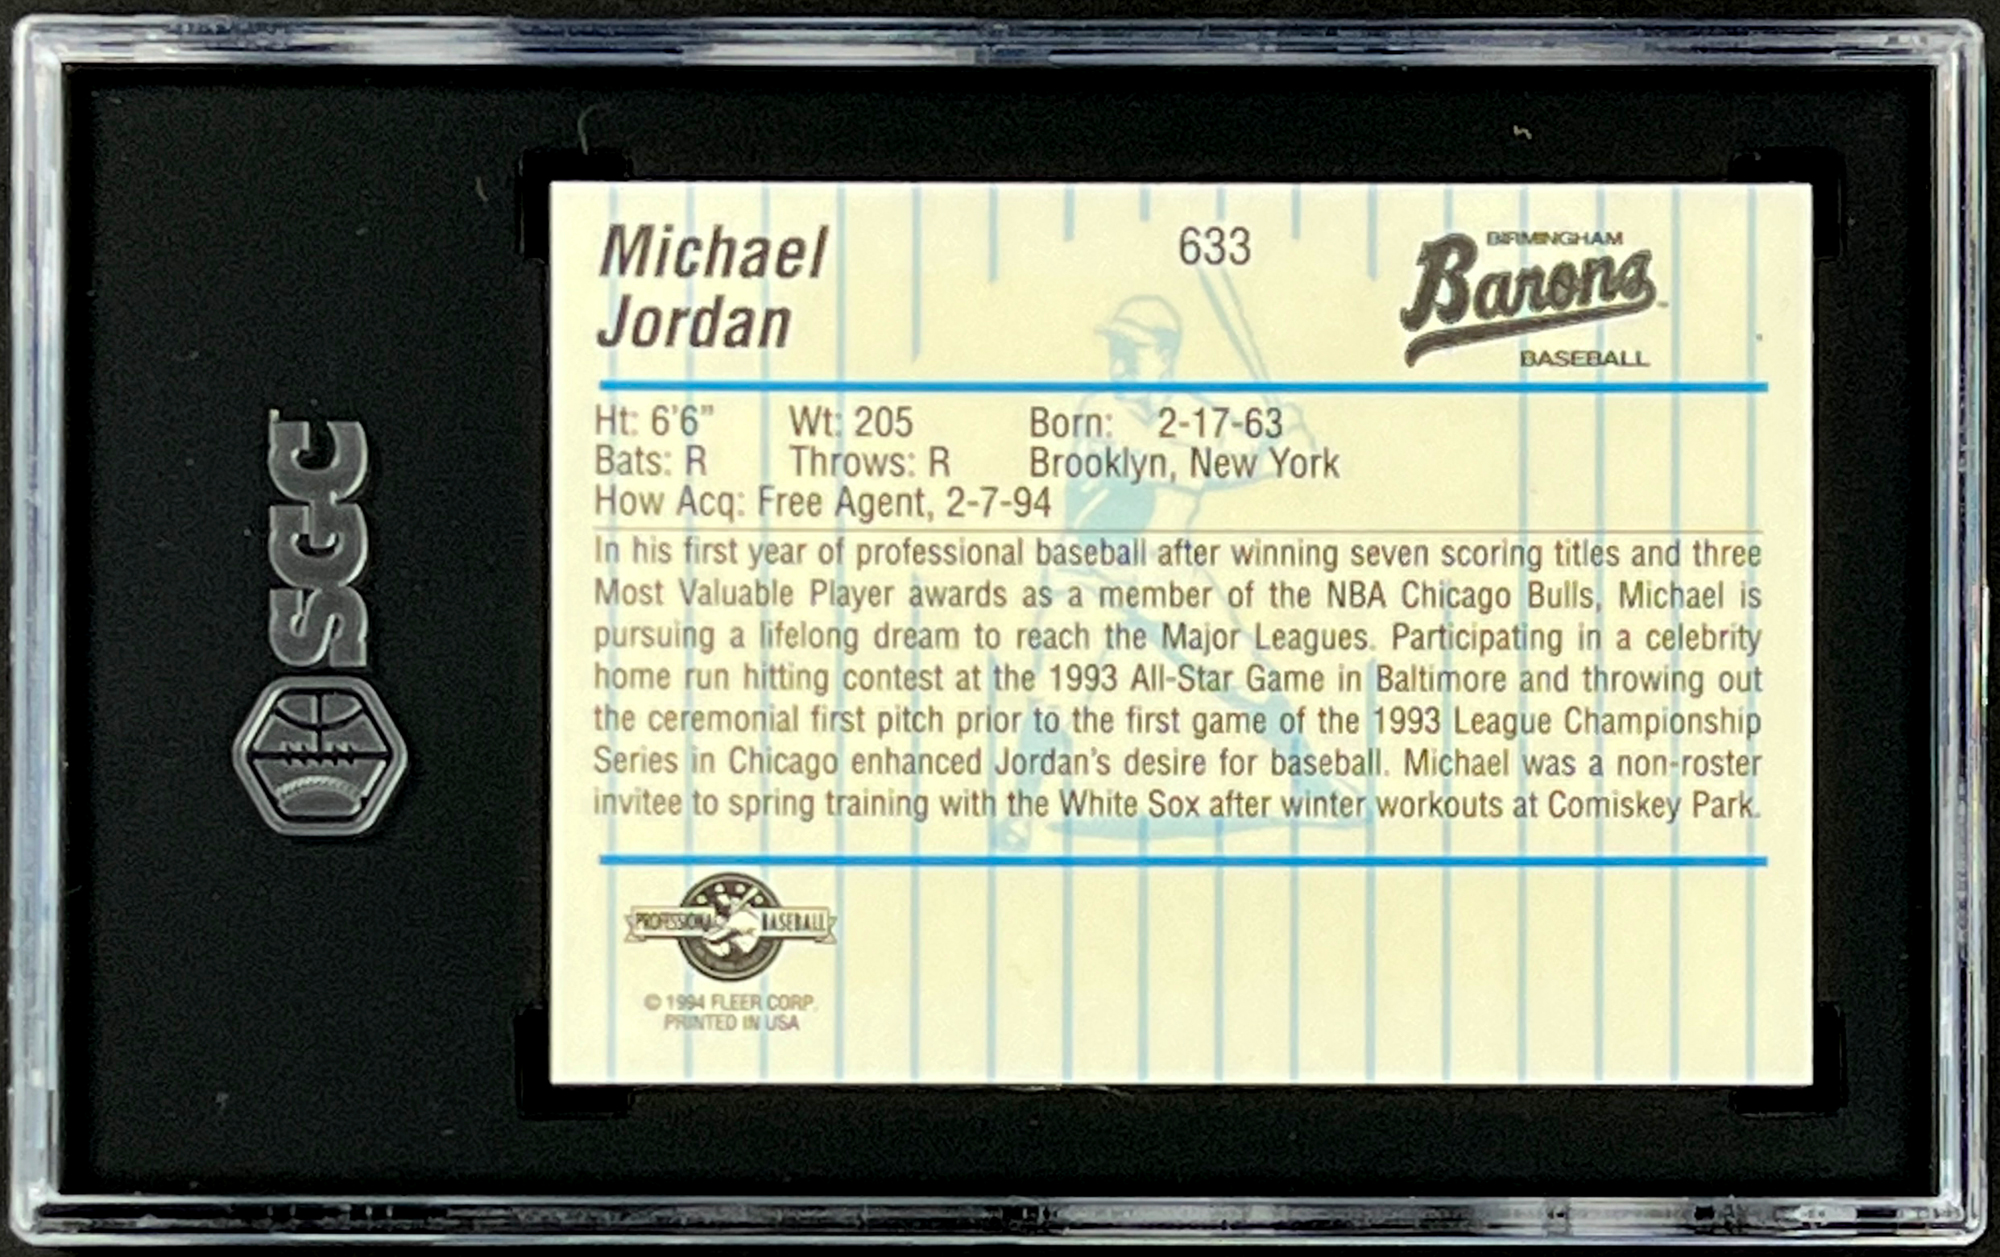 SGC
Michael
Jordan
633
BIRMINGHAM
Barons
BASEBALL
Ht: 6'6" Wt: 205 Born: 2-17-63
Bats: R Throws: R Brooklyn, New York
How Acq: Free Agent, 2-7-94
In his first year of professional baseball after winning seven scoring titles and three
Most Valuable Player awards as a member of the NBA Chicago Bulls, Michael is
pursuing a lifelong dream to reach the Major Leagues. Participating in a celebrity
home run hitting contest at the 1993 All-Star Game in Baltimore and throwing out
the ceremonial first pitch prior to the first game of the 1993 League Championship
Series in Chicago enhanced Jordan's desire for baseball. Michael was a non-roster
invitee to spring training with the White Sox after winter workouts at Comiskey Park.
PROFESSIONAL BASEBALL
© 1994 FLEER CORP.
PRINTED IN USA